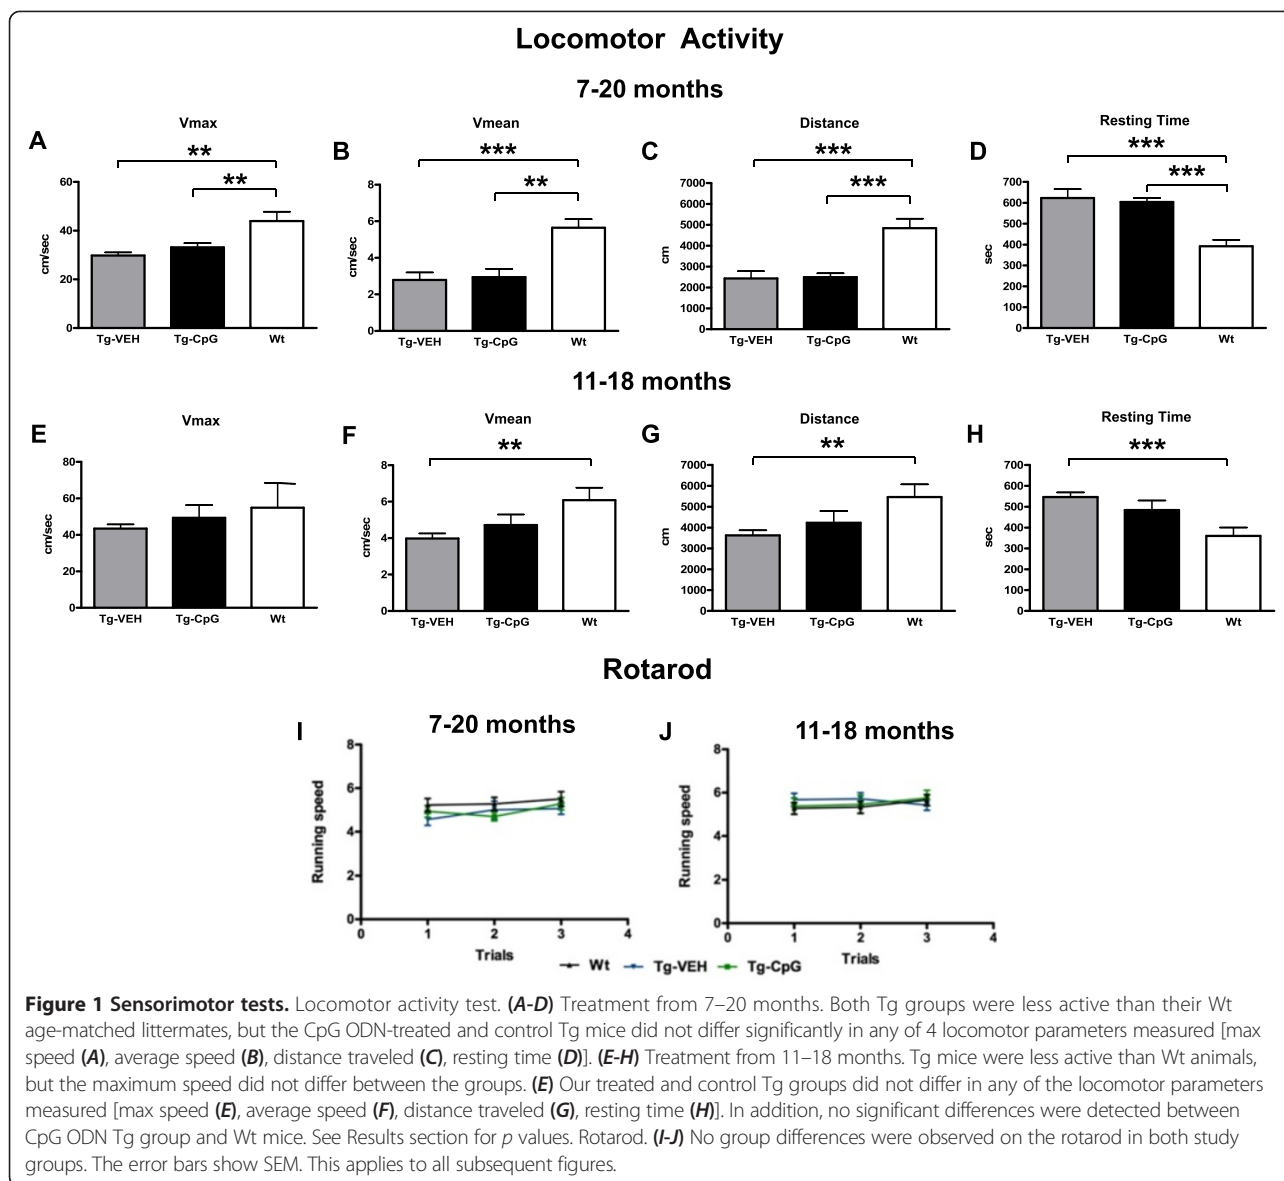 Locomotor Activity
7-20 months
A
Vmax
**
**
cm/sec
60
40
20
0
Tg-VEH Tg-CpG Wt
B
Vmean
***
**
cm/sec
8
6
4
2
0
Tg-VEH Tg-CpG Wt
C
Distance
***
***
cm
7000
6000
5000
4000
3000
2000
1000
0
Tg-VEH Tg-CpG Wt
D
Resting Time
***
***
sec
700
600
500
400
300
200
100
0
Tg-VEH Tg-CpG Wt
11-18 months
E
Vmax
cm/sec
80
60
40
20
0
Tg-VEH Tg-CpG Wt
F
Vmean
**
cm/sec
8
6
4
2
0
Tg-VEH Tg-CpG Wt
G
Distance
**
cm
7000
6000
5000
4000
3000
2000
1000
0
Tg-VEH Tg-CpG Wt
H
Resting Time
***
sec
700
600
500
400
300
200
100
0
Tg-VEH Tg-CpG Wt
Rotarod
I
7-20 months
Running speed
8
6
4
2
0
0 1 2 3 4
Trials
J
11-18 months
Running speed
8
6
4
2
0
0 1 2 3 4
Trials
Wt Tg-VEH Tg-CpG
Figure 1 Sensorimotor tests. Locomotor activity test. (A-D) Treatment from 7–20 months. Both Tg groups were less active than their Wt
age-matched littermates, but the CpG ODN-treated and control Tg mice did not differ significantly in any of 4 locomotor parameters measured [max
speed (A), average speed (B), distance traveled (C), resting time (D)]. (E-H) Treatment from 11–18 months. Tg mice were less active than Wt animals,
but the maximum speed did not differ between the groups. (E) Our treated and control Tg groups did not differ in any of the locomotor parameters
measured [max speed (E), average speed (F), distance traveled (G), resting time (H)]. In addition, no significant differences were detected between
CpG ODN Tg group and Wt mice. See Results section for p values. Rotarod. (I-J) No group differences were observed on the rotarod in both study
groups. The error bars show SEM. This applies to all subsequent figures.